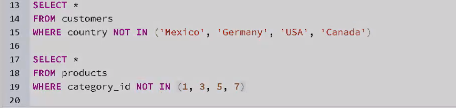 13 SELECT *
14 FROM customers
15 WHERE country NOT IN ('Mexico', 'Germany', 'USA', 'Canada')
16
17 SELECT *
18 FROM products
19 WHERE category_id NOT IN (1, 3, 5, 7)
20